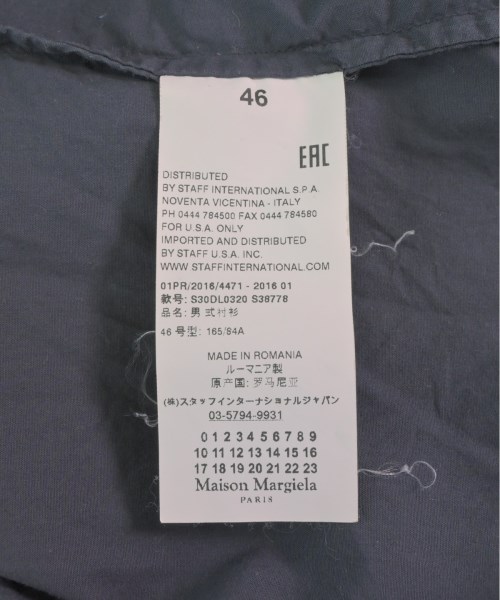 46
EAC
DISTRIBUTED
BY STAFF INTERNATIONAL S.P.A.
NOVENTA VICENTINA - ITALY
PH 0444 784500 FAX 0444 784580
FOR U.S.A. ONLY
IMPORTED AND DISTRIBUTED
BY STAFF U.S.A. INC.
WWW.STAFFINTERNATIONAL.COM
01PR/2016/4471 - 2016 01
款号: S30DL0320 S38778
品名: 男 式衬衫
46 号型: 165/84A
MADE IN ROMANIA
ルーマニア製
原产国: 罗马尼亚
(株)スタッフインターナショナルジャパン
03-5794-9931
0 1 2 3 4 5 6 7 8 9
10 11 12 13 14 15 16
17 18 19 20 21 22 23
Maison Margiela
PARIS